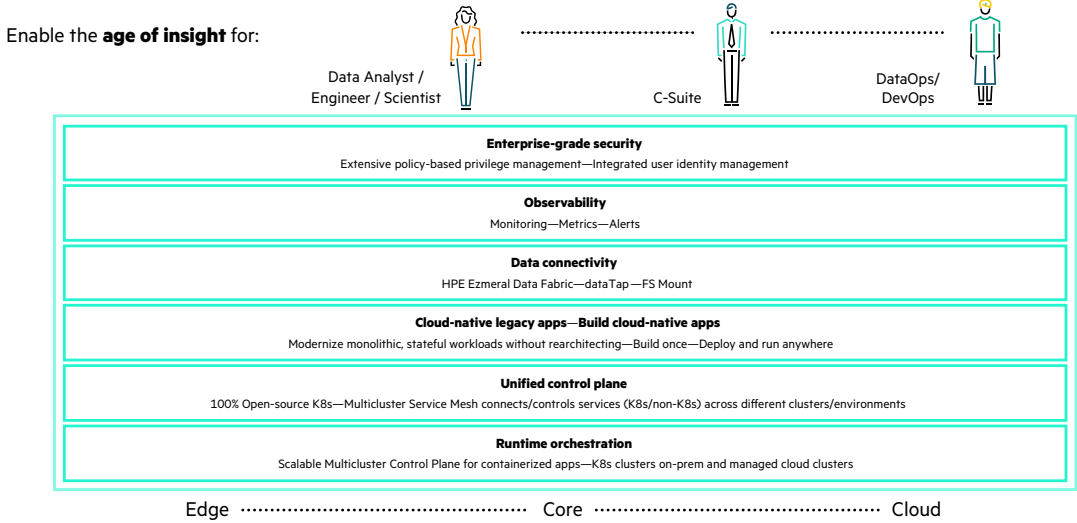 Enable the age of insight for:
Data Analyst /
Engineer / Scientist
C-Suite
DataOps/
DevOps
Enterprise-grade security
Extensive policy-based privilege management—Integrated user identity management
Observability
Monitoring—Metrics—Alerts
Data connectivity
HPE Ezmeral Data Fabric—dataTap—FS Mount
Cloud-native legacy apps—Build cloud-native apps
Modernize monolithic, stateful workloads without rearchitecting—Build once—Deploy and run anywhere
Unified control plane
100% Open-source K8s—Multicluster Service Mesh connects/controls services (K8s/non-K8s) across different clusters/environments
Runtime orchestration
Scalable Multicluster Control Plane for containerized apps—K8s clusters on-prem and managed cloud clusters
Edge
Core
Cloud